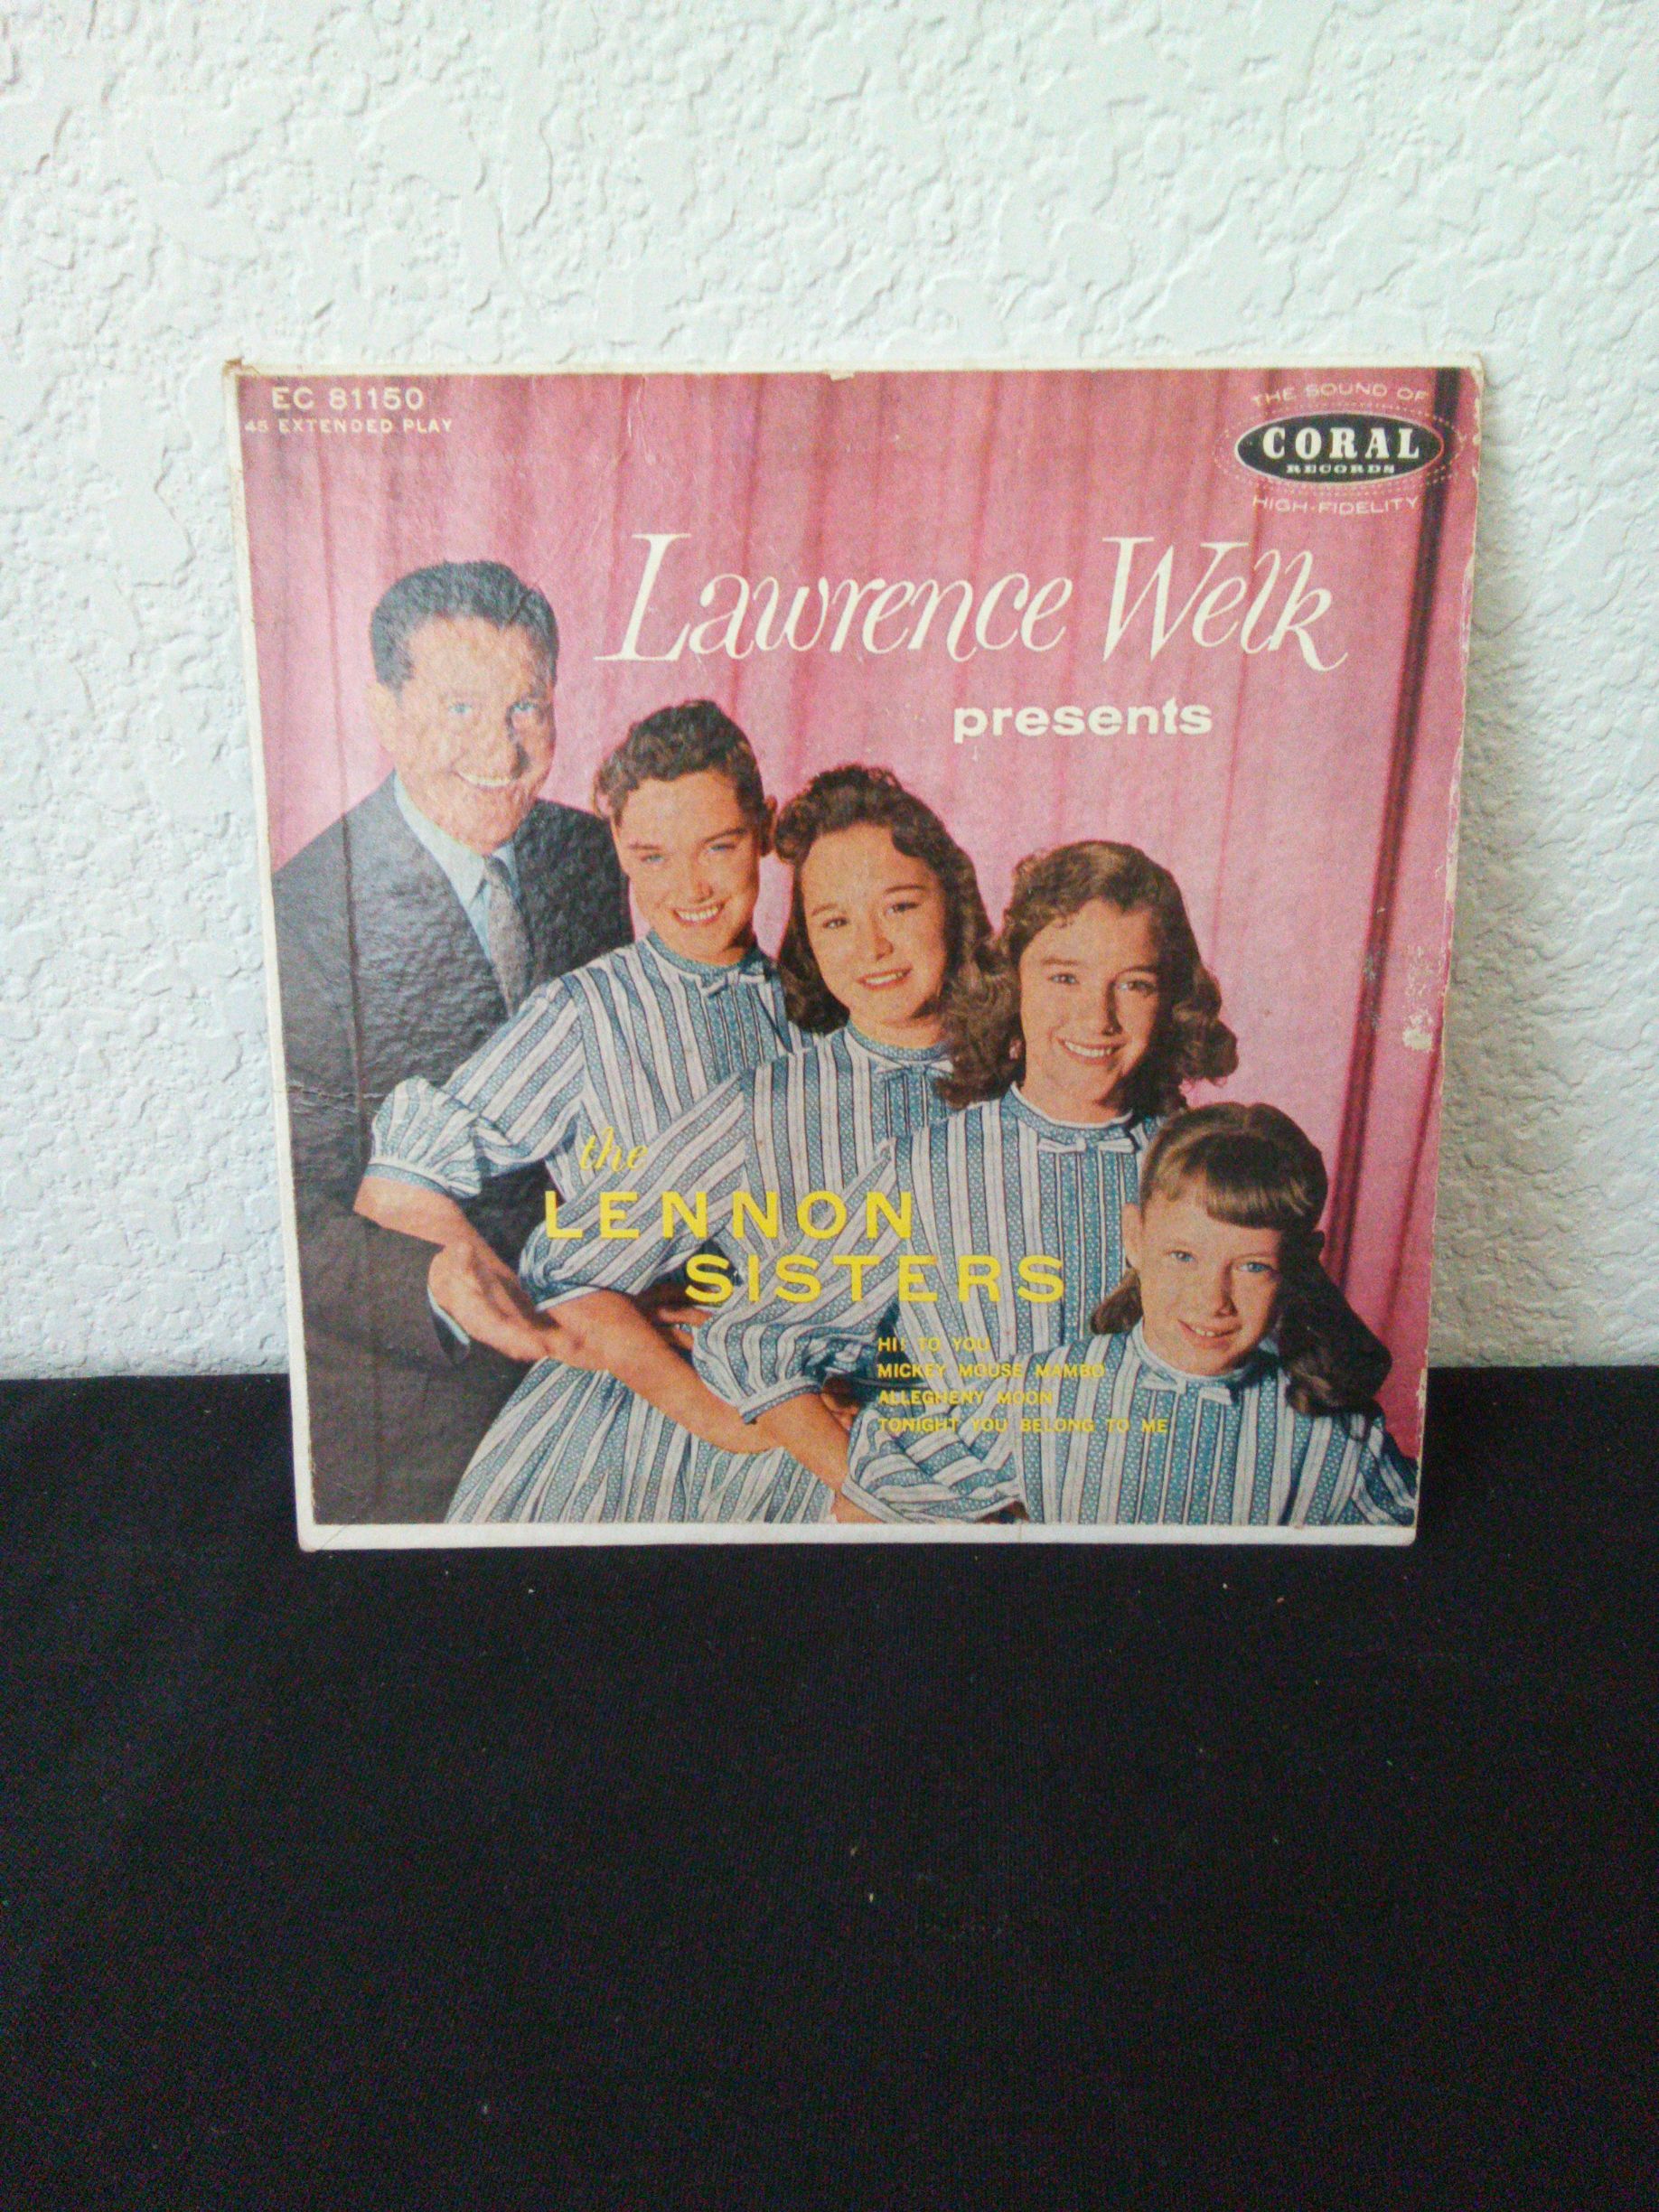 EC 81150
45 EXTENDED PLAY
THE SOUND OF
CORAL
RECORDS
HIGH-FIDELITY
Lawrence Welk
presents
the
LENNON
SISTERS
HI! TO YOU
MICKEY MOUSE MAMBO
ALLEGHENY MOON
TONIGHT YOU BELONG TO ME